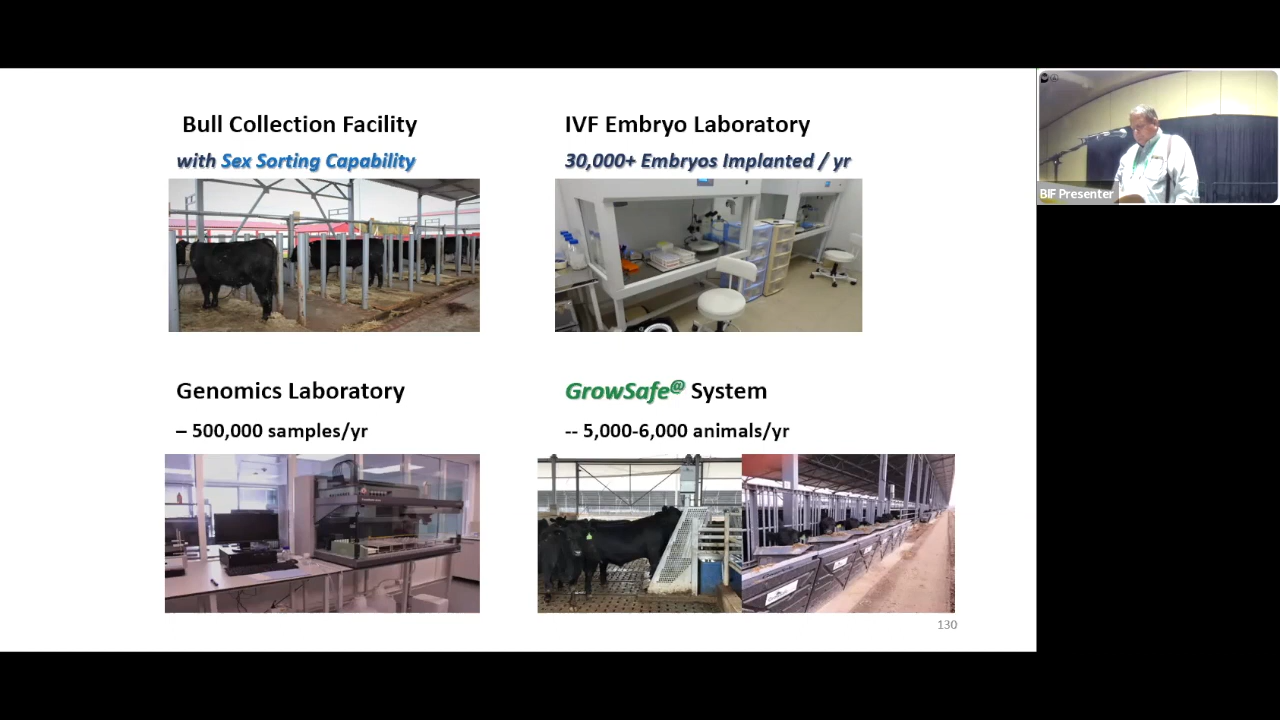 Bull Collection Facility
with Sex Sorting Capability
IVF Embryo Laboratory
30,000+ Embryos Implanted / yr
Genomics Laboratory
– 500,000 samples/yr
GrowSafe@ System
-- 5,000-6,000 animals/yr
130
BIF Presenter